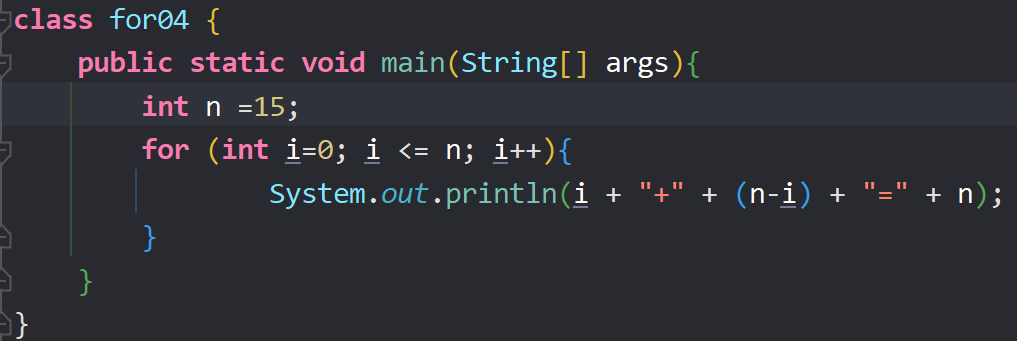 class for04 {
    public static void main(String[] args){
        int n =15;
        for (int i=0; i <= n; i++){
                System.out.println(i + "+" + (n-i) + "=" + n);
        }
    }
}